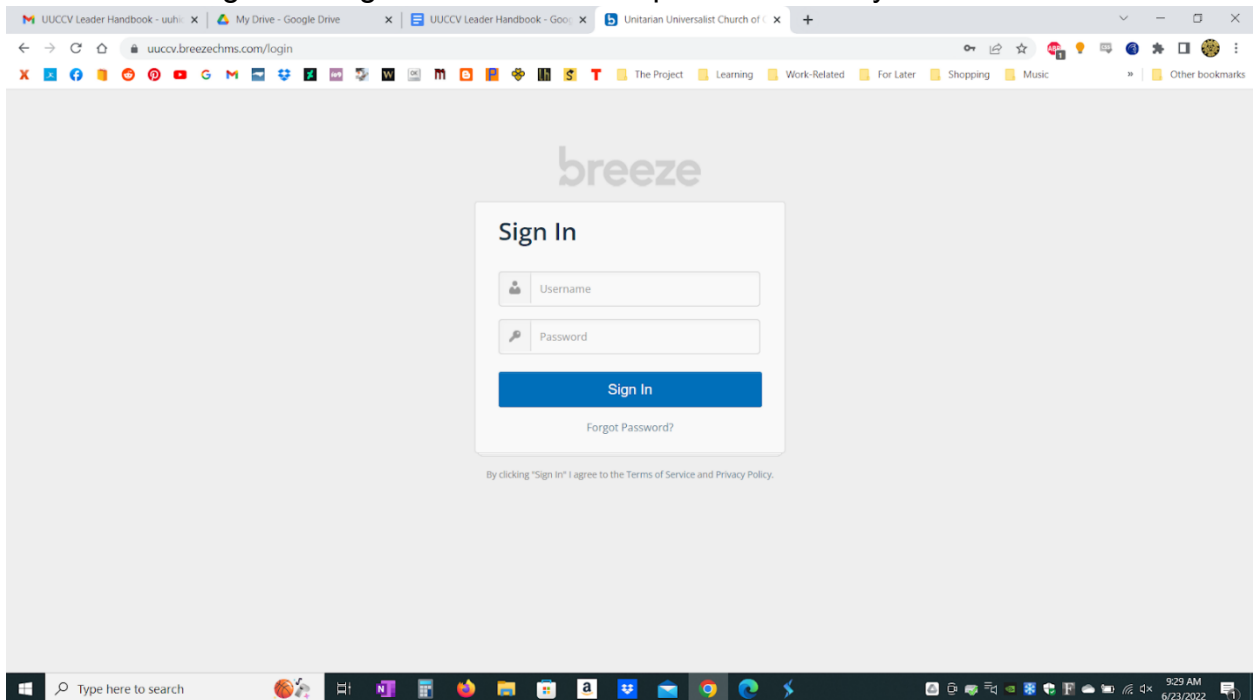 UUCCV Leader Handbook - uuhi
My Drive - Google Drive
UUCCV Leader Handbook - Goo
Unitarian Universalist Church of
uuccv.breezechms.com/login
The Project
Learning
Work-Related
For Later
Shopping
Music
»
Other bookmarks
breeze
Sign In
Username
Password
Sign In
Forgot Password?
By clicking "Sign In" I agree to the Terms of Service and Privacy Policy.
Type here to search
9:29 AM
6/23/2022